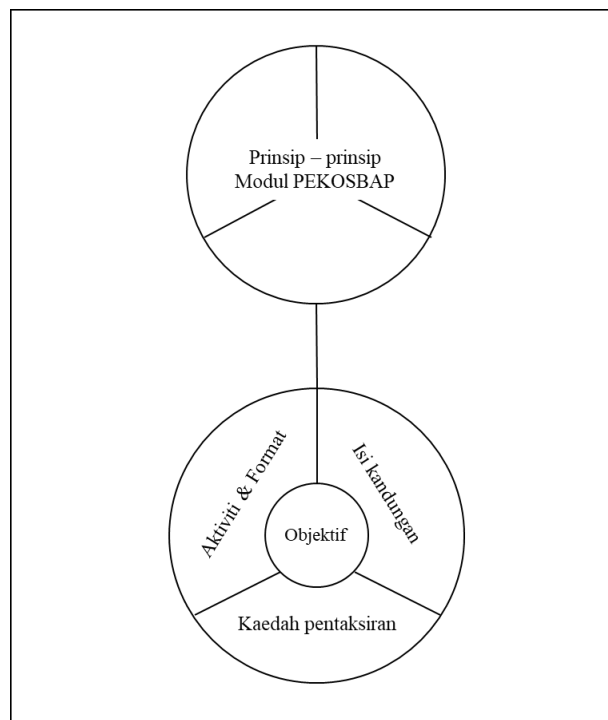 Prinsip – prinsip
Modul PEKOSBAP
Aktiviti & Format
Isi kandungan
Objektif
Kaedah pentaksiran